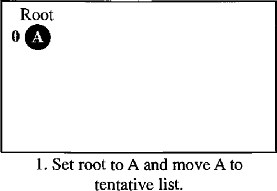 Root
0 A
1. Set root to A and move A to
tentative list.